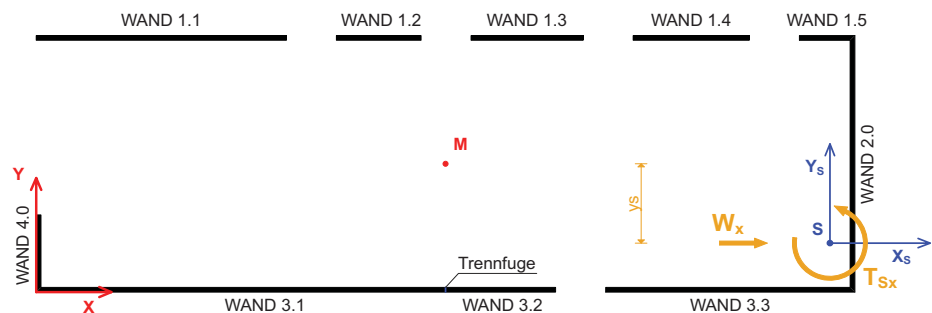 WAND 1.1
WAND 1.2
WAND 1.3
WAND 1.4
WAND 1.5
M
Y
WAND 4.0
X
Trennfuge
ys
Wx
Ys
S
Xs
TSx
WAND 2.0
WAND 3.1
WAND 3.2
WAND 3.3